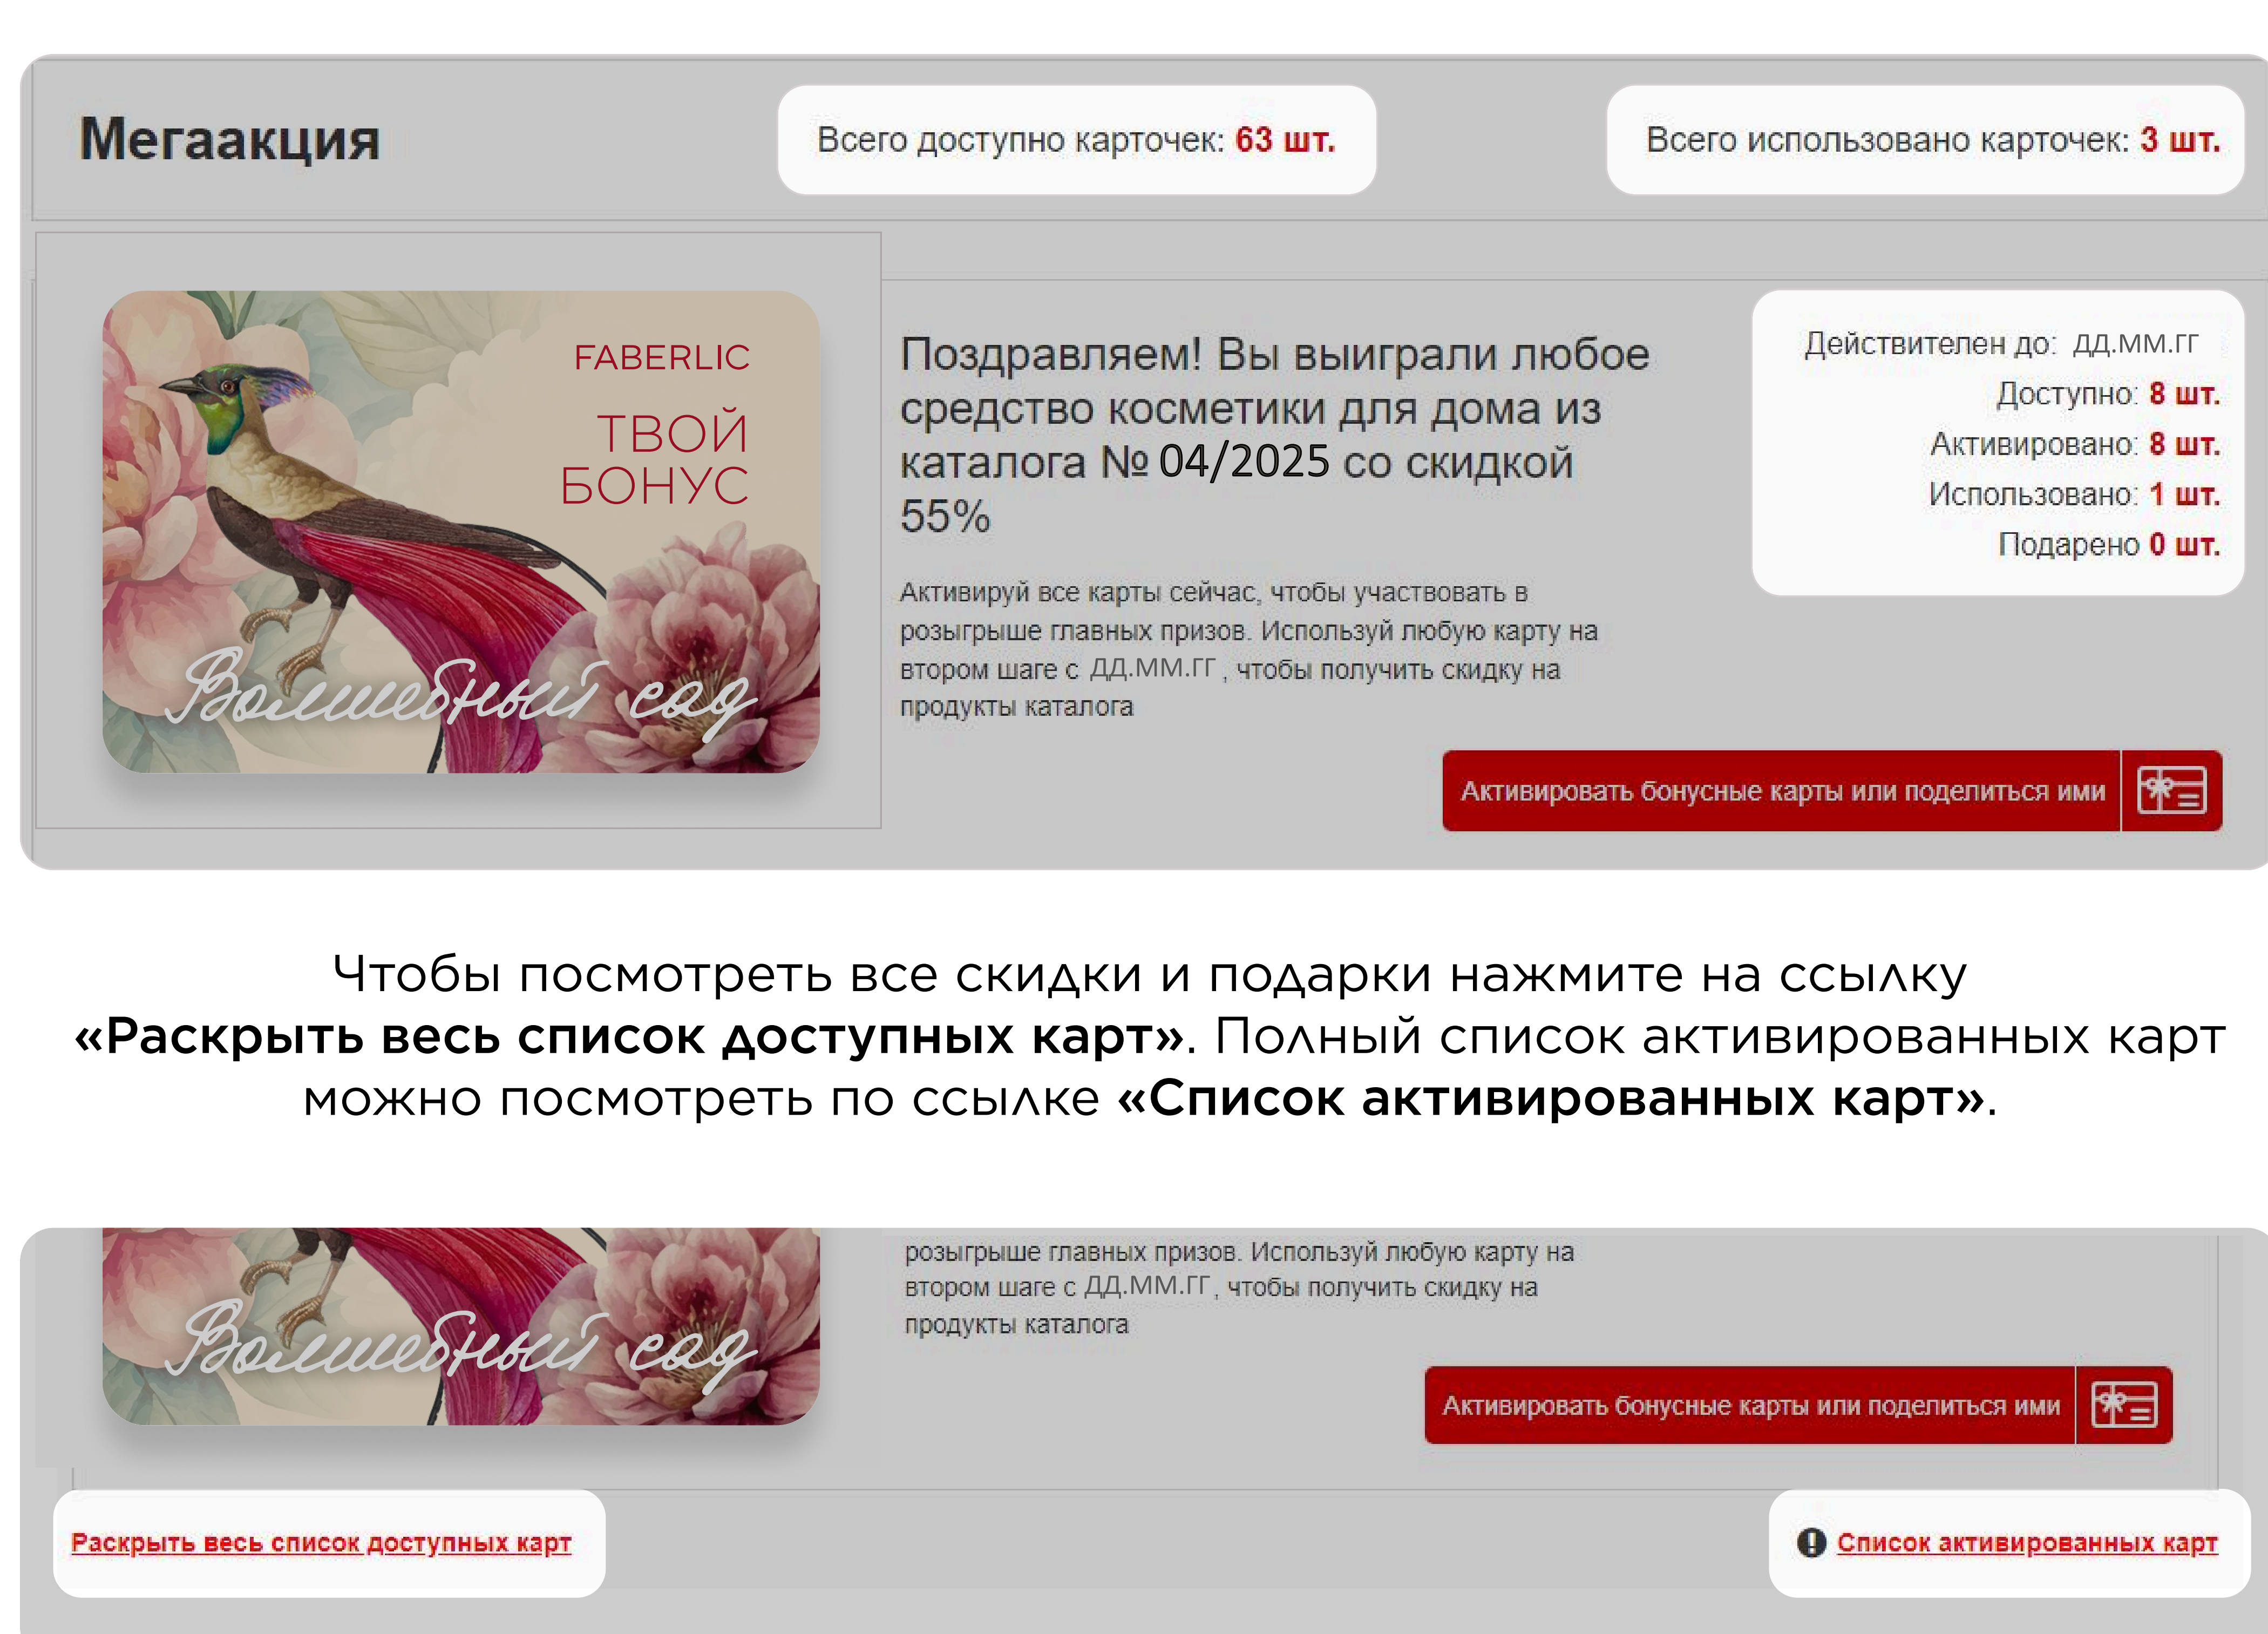 Мегаакция
Всего доступно карточек: 63 шт.
Всего использовано карточек: 3 шт.
FABERLIC
ТВОЙ
БОНУС
Волшебный сад
Поздравляем! Вы выиграли любое
средство косметики для дома из
каталога № 04/2025 со скидкой
55%
Активируй все карты сейчас, чтобы участвовать в
розыгрыше главных призов. Используй любую карту на
втором шаге с ДД.ММ.ГГ , чтобы получить скидку на
продукты каталога
Действителен до: ДД.ММ.ГГ
Доступно: 8 шт.
Активировано: 8 шт.
Использовано: 1 шт.
Подарено 0 шт.
Активировать бонусные карты или поделиться ими
Чтобы посмотреть все скидки и подарки нажмите на ссылку
«Раскрыть весь список доступных карт». Полный список активированных карт
можно посмотреть по ссылке «Список активированных карт».
Волшебный сад
розыгрыше главных призов. Используй любую карту на
втором шаге с ДД.ММ.ГГ , чтобы получить скидку на
продукты каталога
Активировать бонусные карты или поделиться ими
Раскрыть весь список доступных карт
Список активированных карт